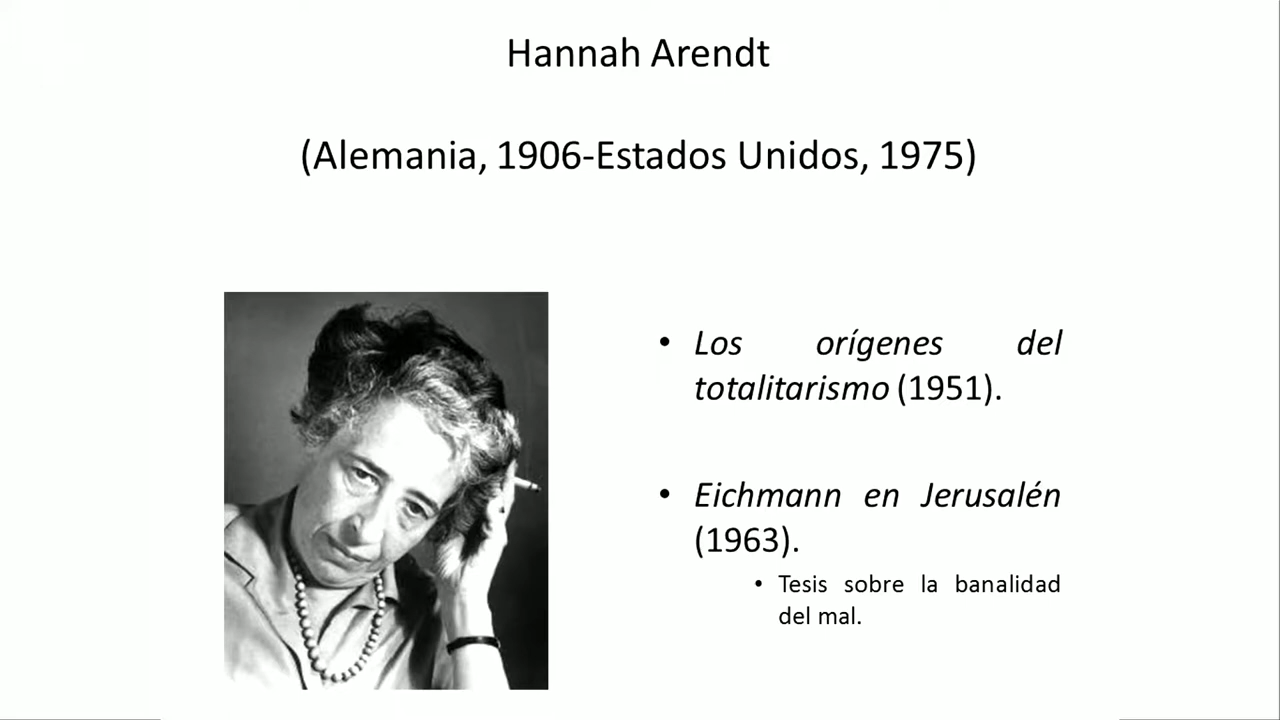 Hannah Arendt
(Alemania, 1906-Estados Unidos, 1975)
• Los orígenes del
totalitarismo (1951).
• Eichmann en Jerusalén
(1963).
• Tesis sobre la banalidad
del mal.